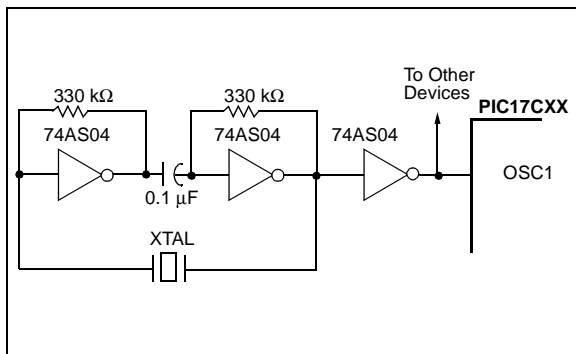 330 kΩ
330 kΩ
To Other
Devices
PIC17CXX
74AS04
74AS04
74AS04
OSC1
0.1 μF
XTAL